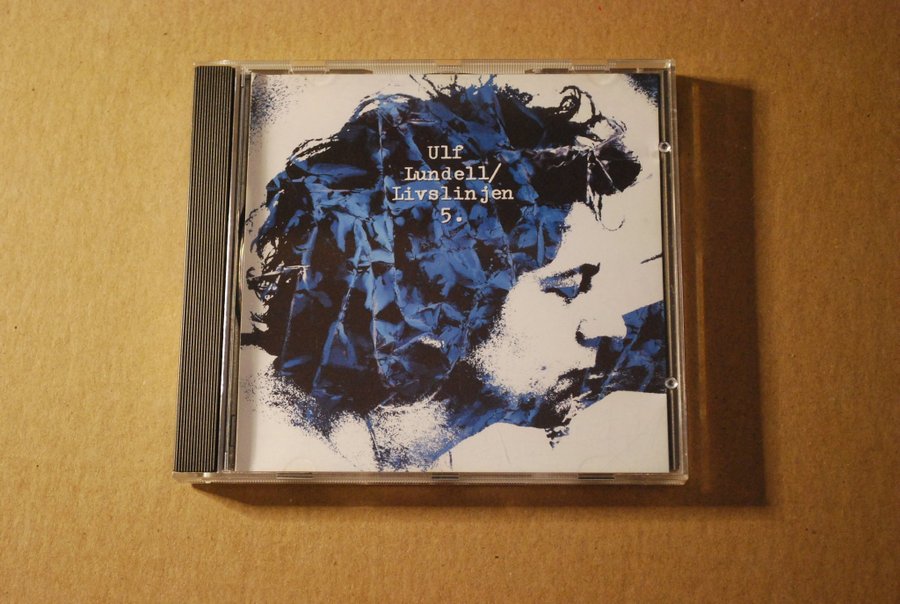 Ulf
Lundell/
Livslinjen
5.